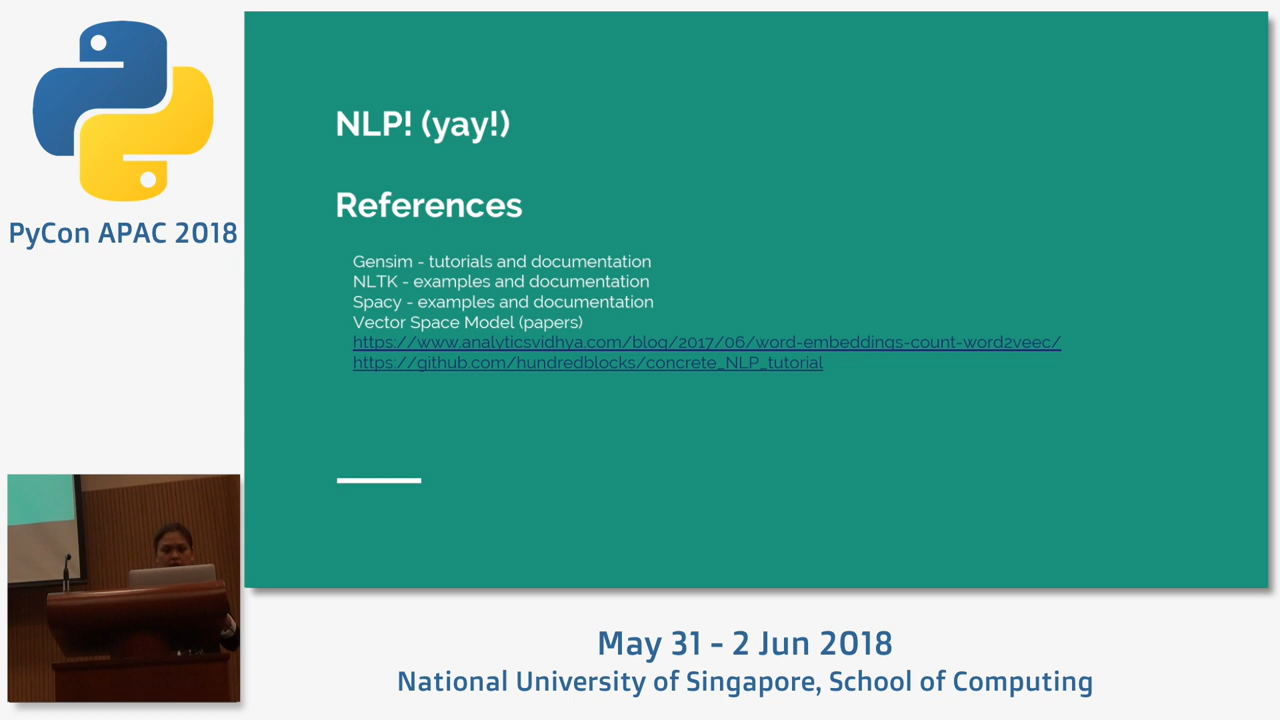 PyCon APAC 2018
NLP! (yay!)
References
Gensim - tutorials and documentation
NLTK - examples and documentation
Spacy - examples and documentation
Vector Space Model (papers)
https://www.analyticsvidhya.com/blog/2017/06/word-embeddings-count-word2veec/
https://github.com/hundredblocks/concrete_NLP_tutorial
May 31 - 2 Jun 2018
National University of Singapore, School of Computing